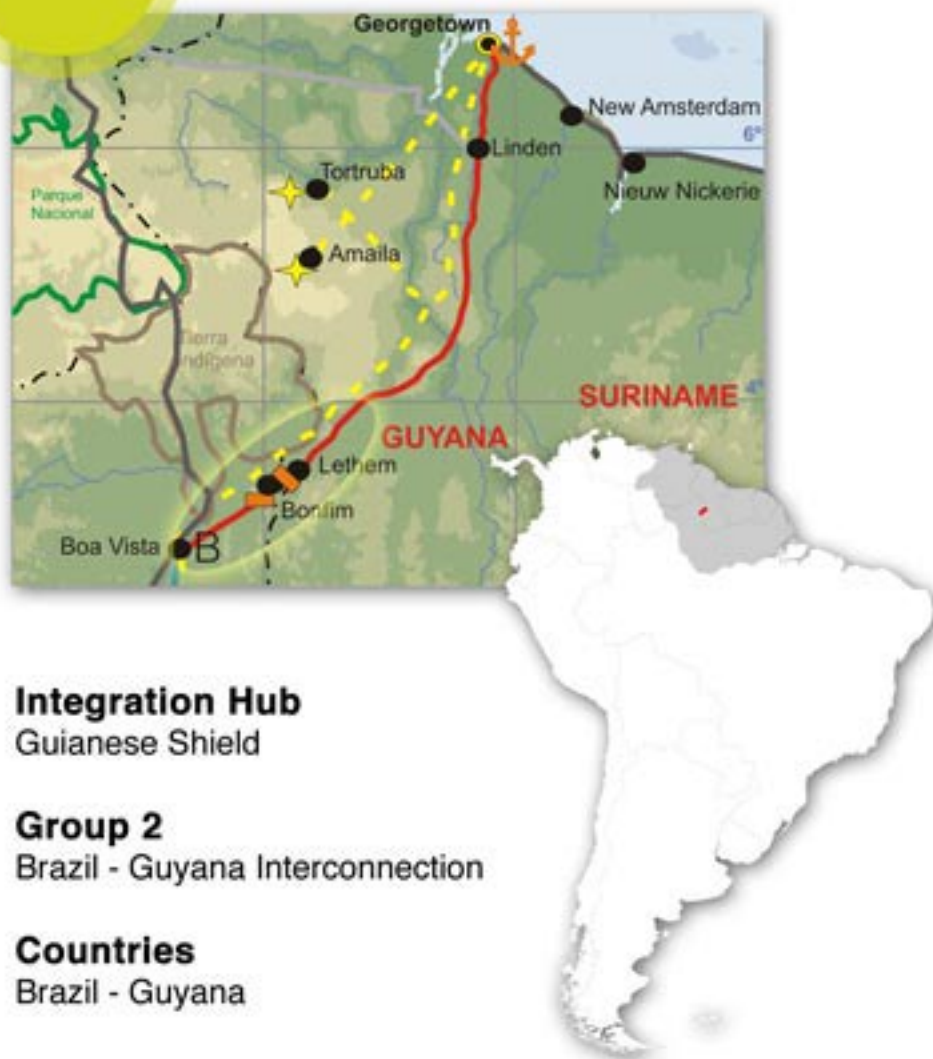 Georgetown
New Amsterdam
6°
Linden
Tortruba
Nieuw Nickerie
Parque
Nacional
Amaila
Tierra
Indígena
4°
SURINAME
GUYANA
Lethem
Bonfim
Boa Vista
B
Integration Hub
Guianese Shield
Group 2
Brazil - Guyana Interconnection
Countries
Brazil - Guyana